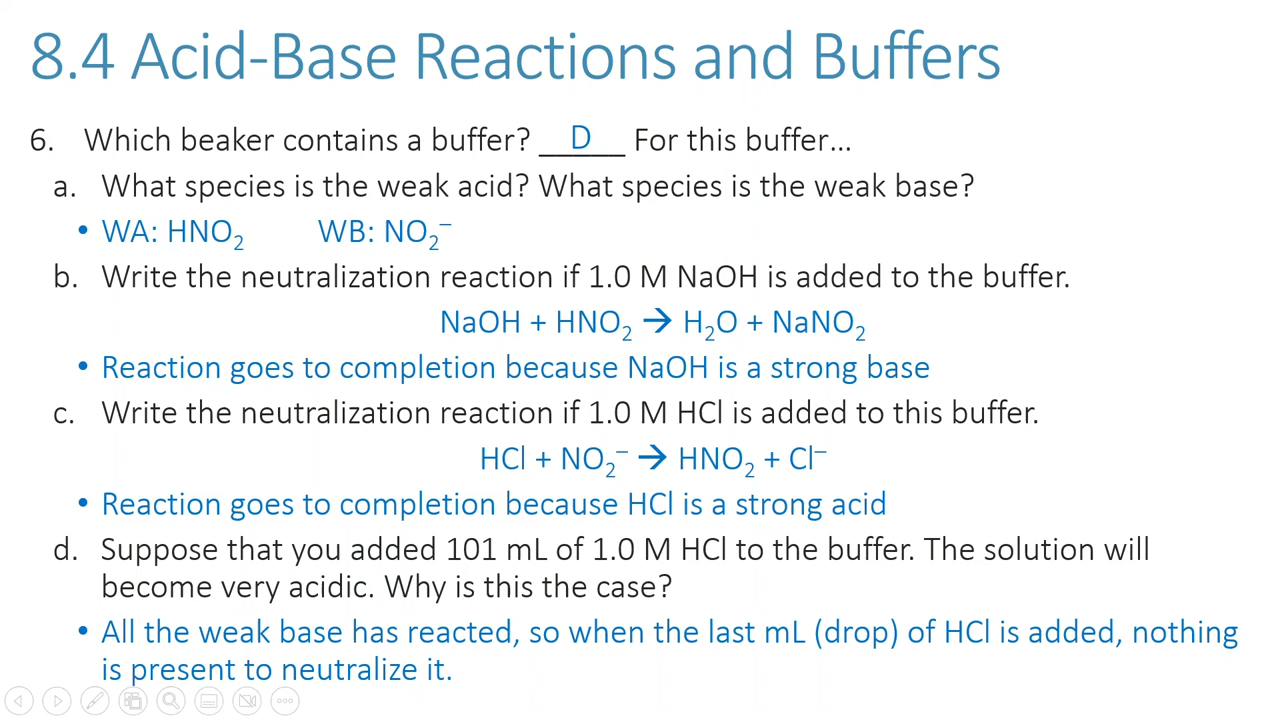 8.4 Acid-Base Reactions and Buffers
6. Which beaker contains a buffer? __D__ For this buffer…
a. What species is the weak acid? What species is the weak base?
• WA: HNO₂ WB: NO₂⁻
b. Write the neutralization reaction if 1.0 M NaOH is added to the buffer.
NaOH + HNO₂ → H₂O + NaNO₂
• Reaction goes to completion because NaOH is a strong base
c. Write the neutralization reaction if 1.0 M HCl is added to this buffer.
HCl + NO₂⁻ → HNO₂ + Cl⁻
• Reaction goes to completion because HCl is a strong acid
d. Suppose that you added 101 mL of 1.0 M HCl to the buffer. The solution will
become very acidic. Why is this the case?
• All the weak base has reacted, so when the last mL (drop) of HCl is added, nothing
is present to neutralize it.